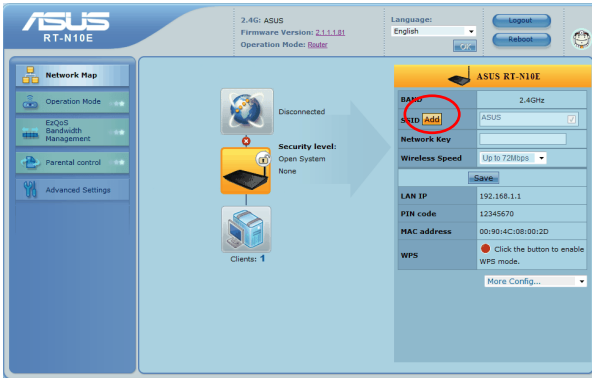 ASUS
RT-N10E
2.4G: ASUS
Firmware Version: 2.1.1.1.81
Operation Mode: Router
Language:
English
OK
Logout
Reboot
Network Map
Operation Mode
EzQoS
Bandwidth
Management
Parental control
Advanced Settings
Disconnected
Security level:
Open System
None
Clients: 1
ASUS RT-N10E
BAND 2.4GHz
SSID Add ASUS
Network Key
Wireless Speed Up to 72Mbps
Save
LAN IP 192.168.1.1
PIN code 12345670
MAC address 00:90:4C:08:00:2D
WPS Click the button to enable
WPS mode.
More Config...